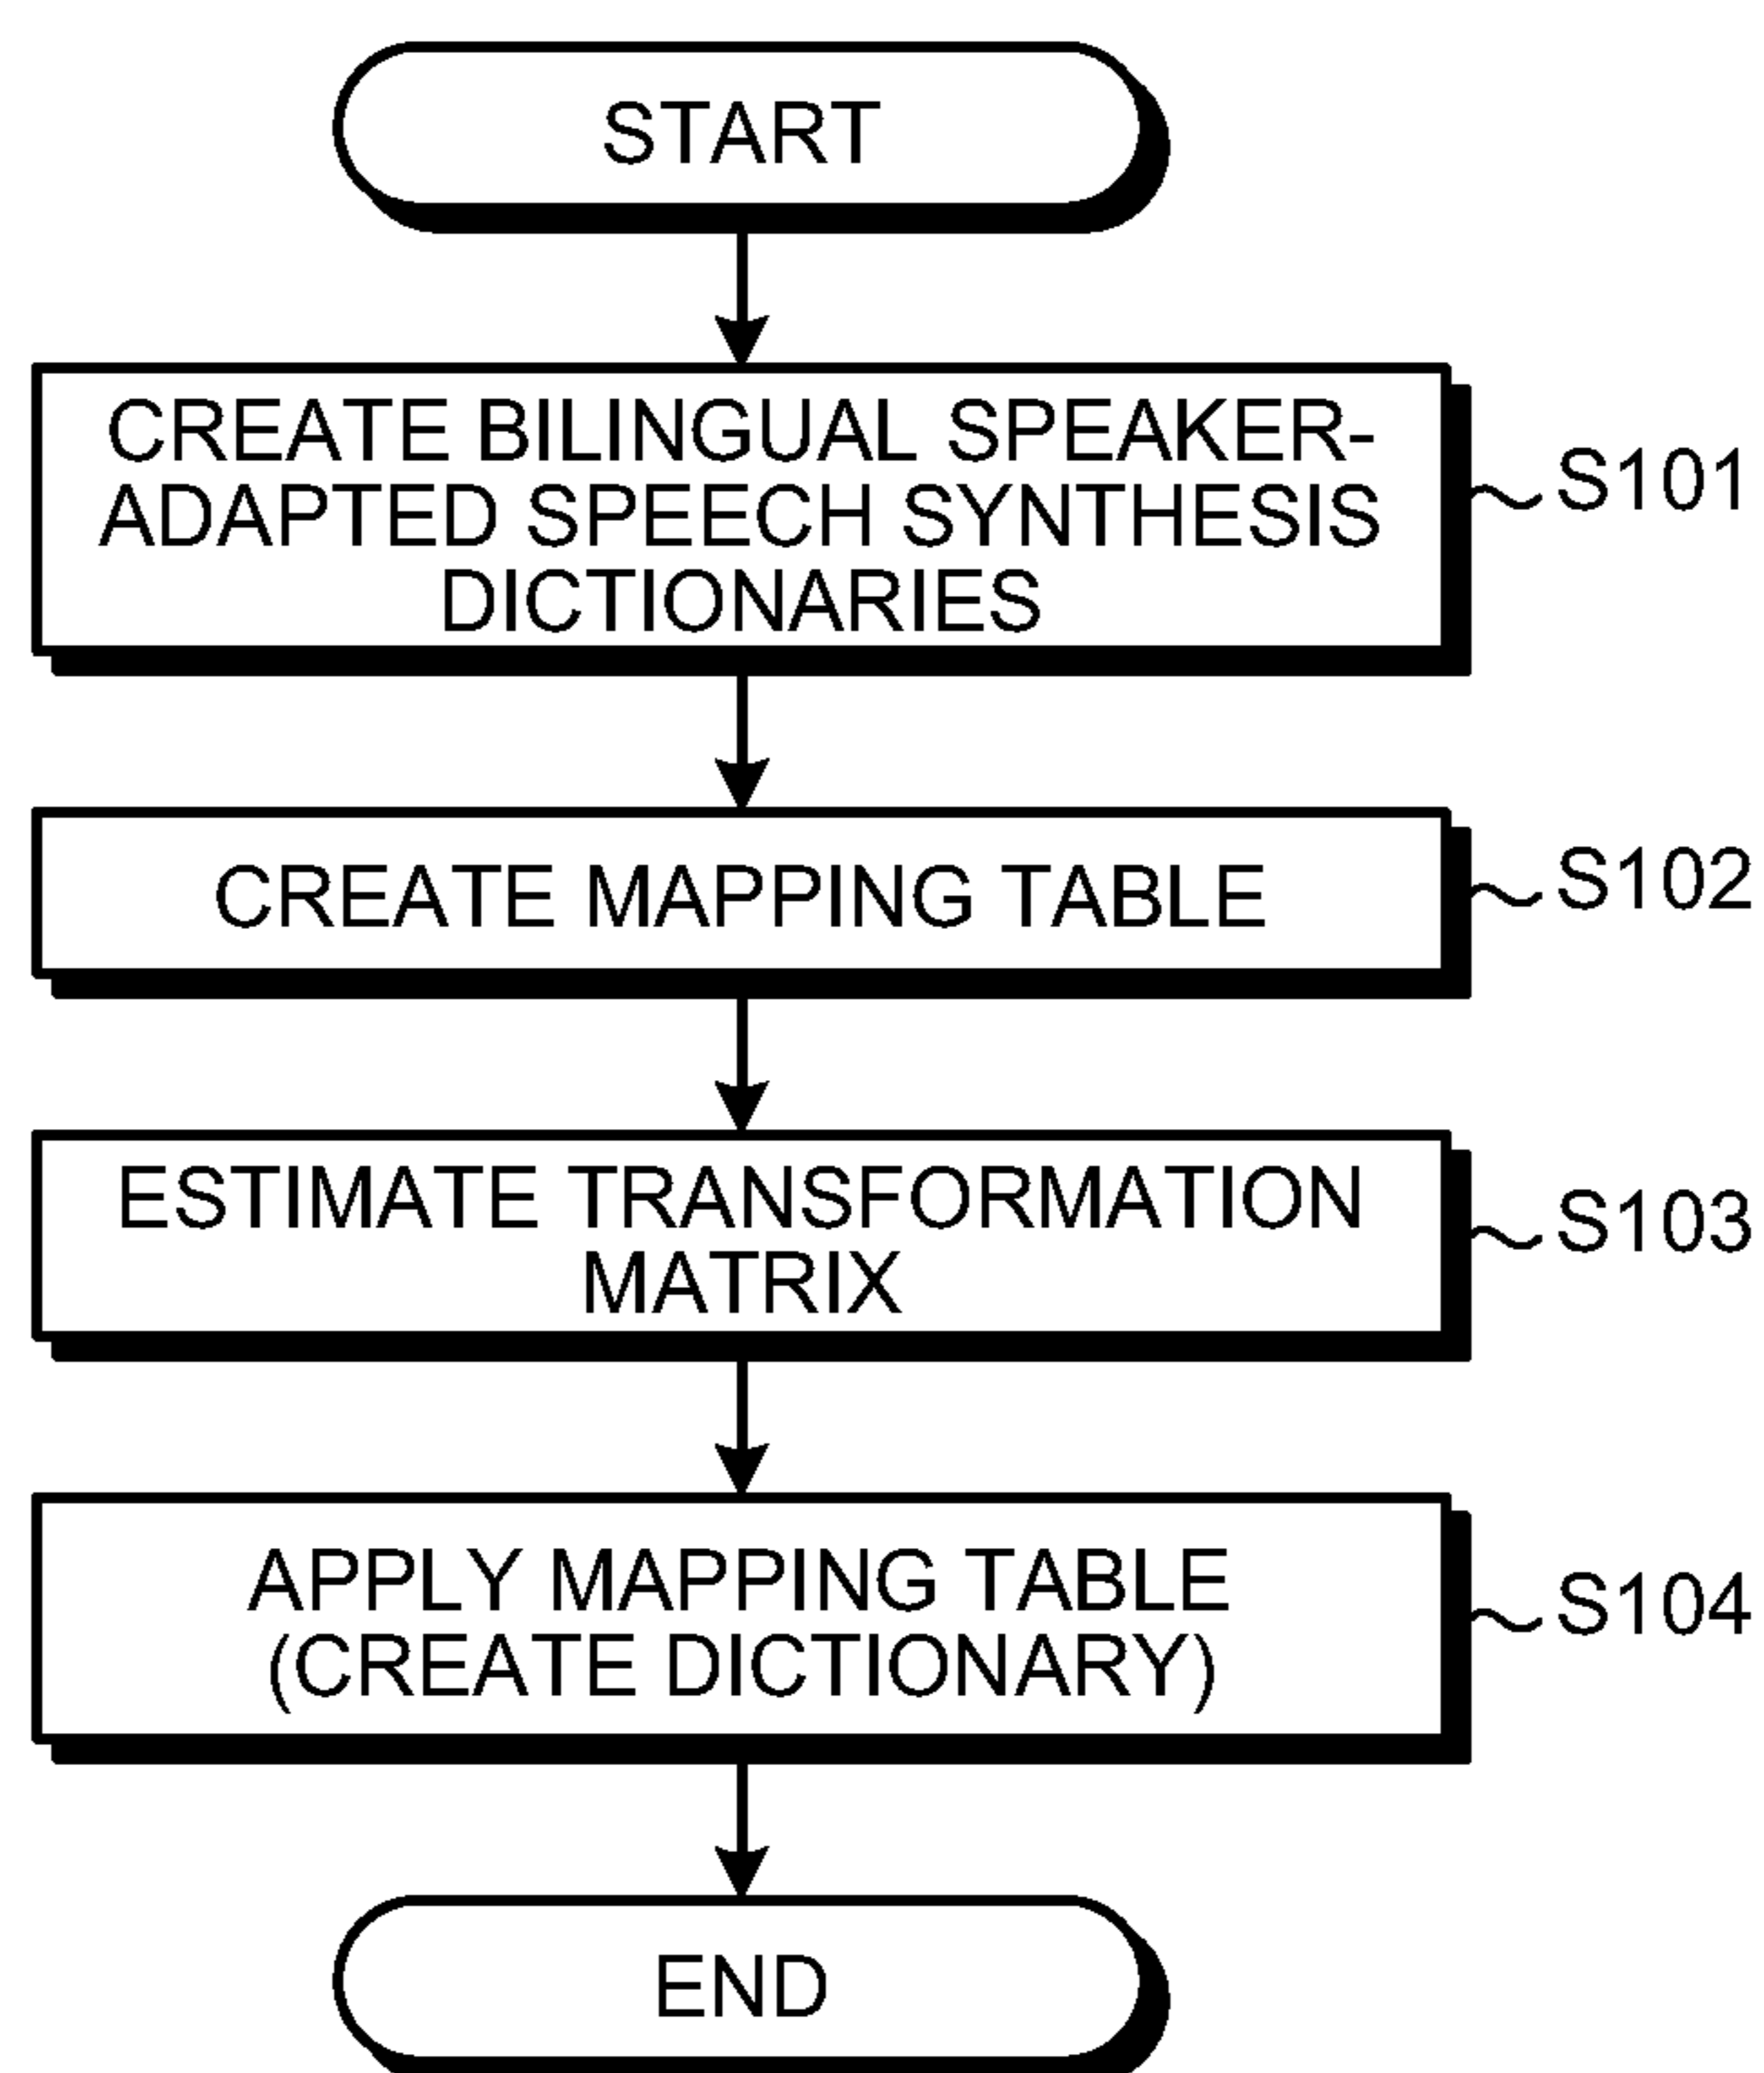 START
CREATE BILINGUAL SPEAKER-
ADAPTED SPEECH SYNTHESIS
DICTIONARIES
S101
CREATE MAPPING TABLE
S102
ESTIMATE TRANSFORMATION
MATRIX
S103
APPLY MAPPING TABLE
(CREATE DICTIONARY)
S104
END